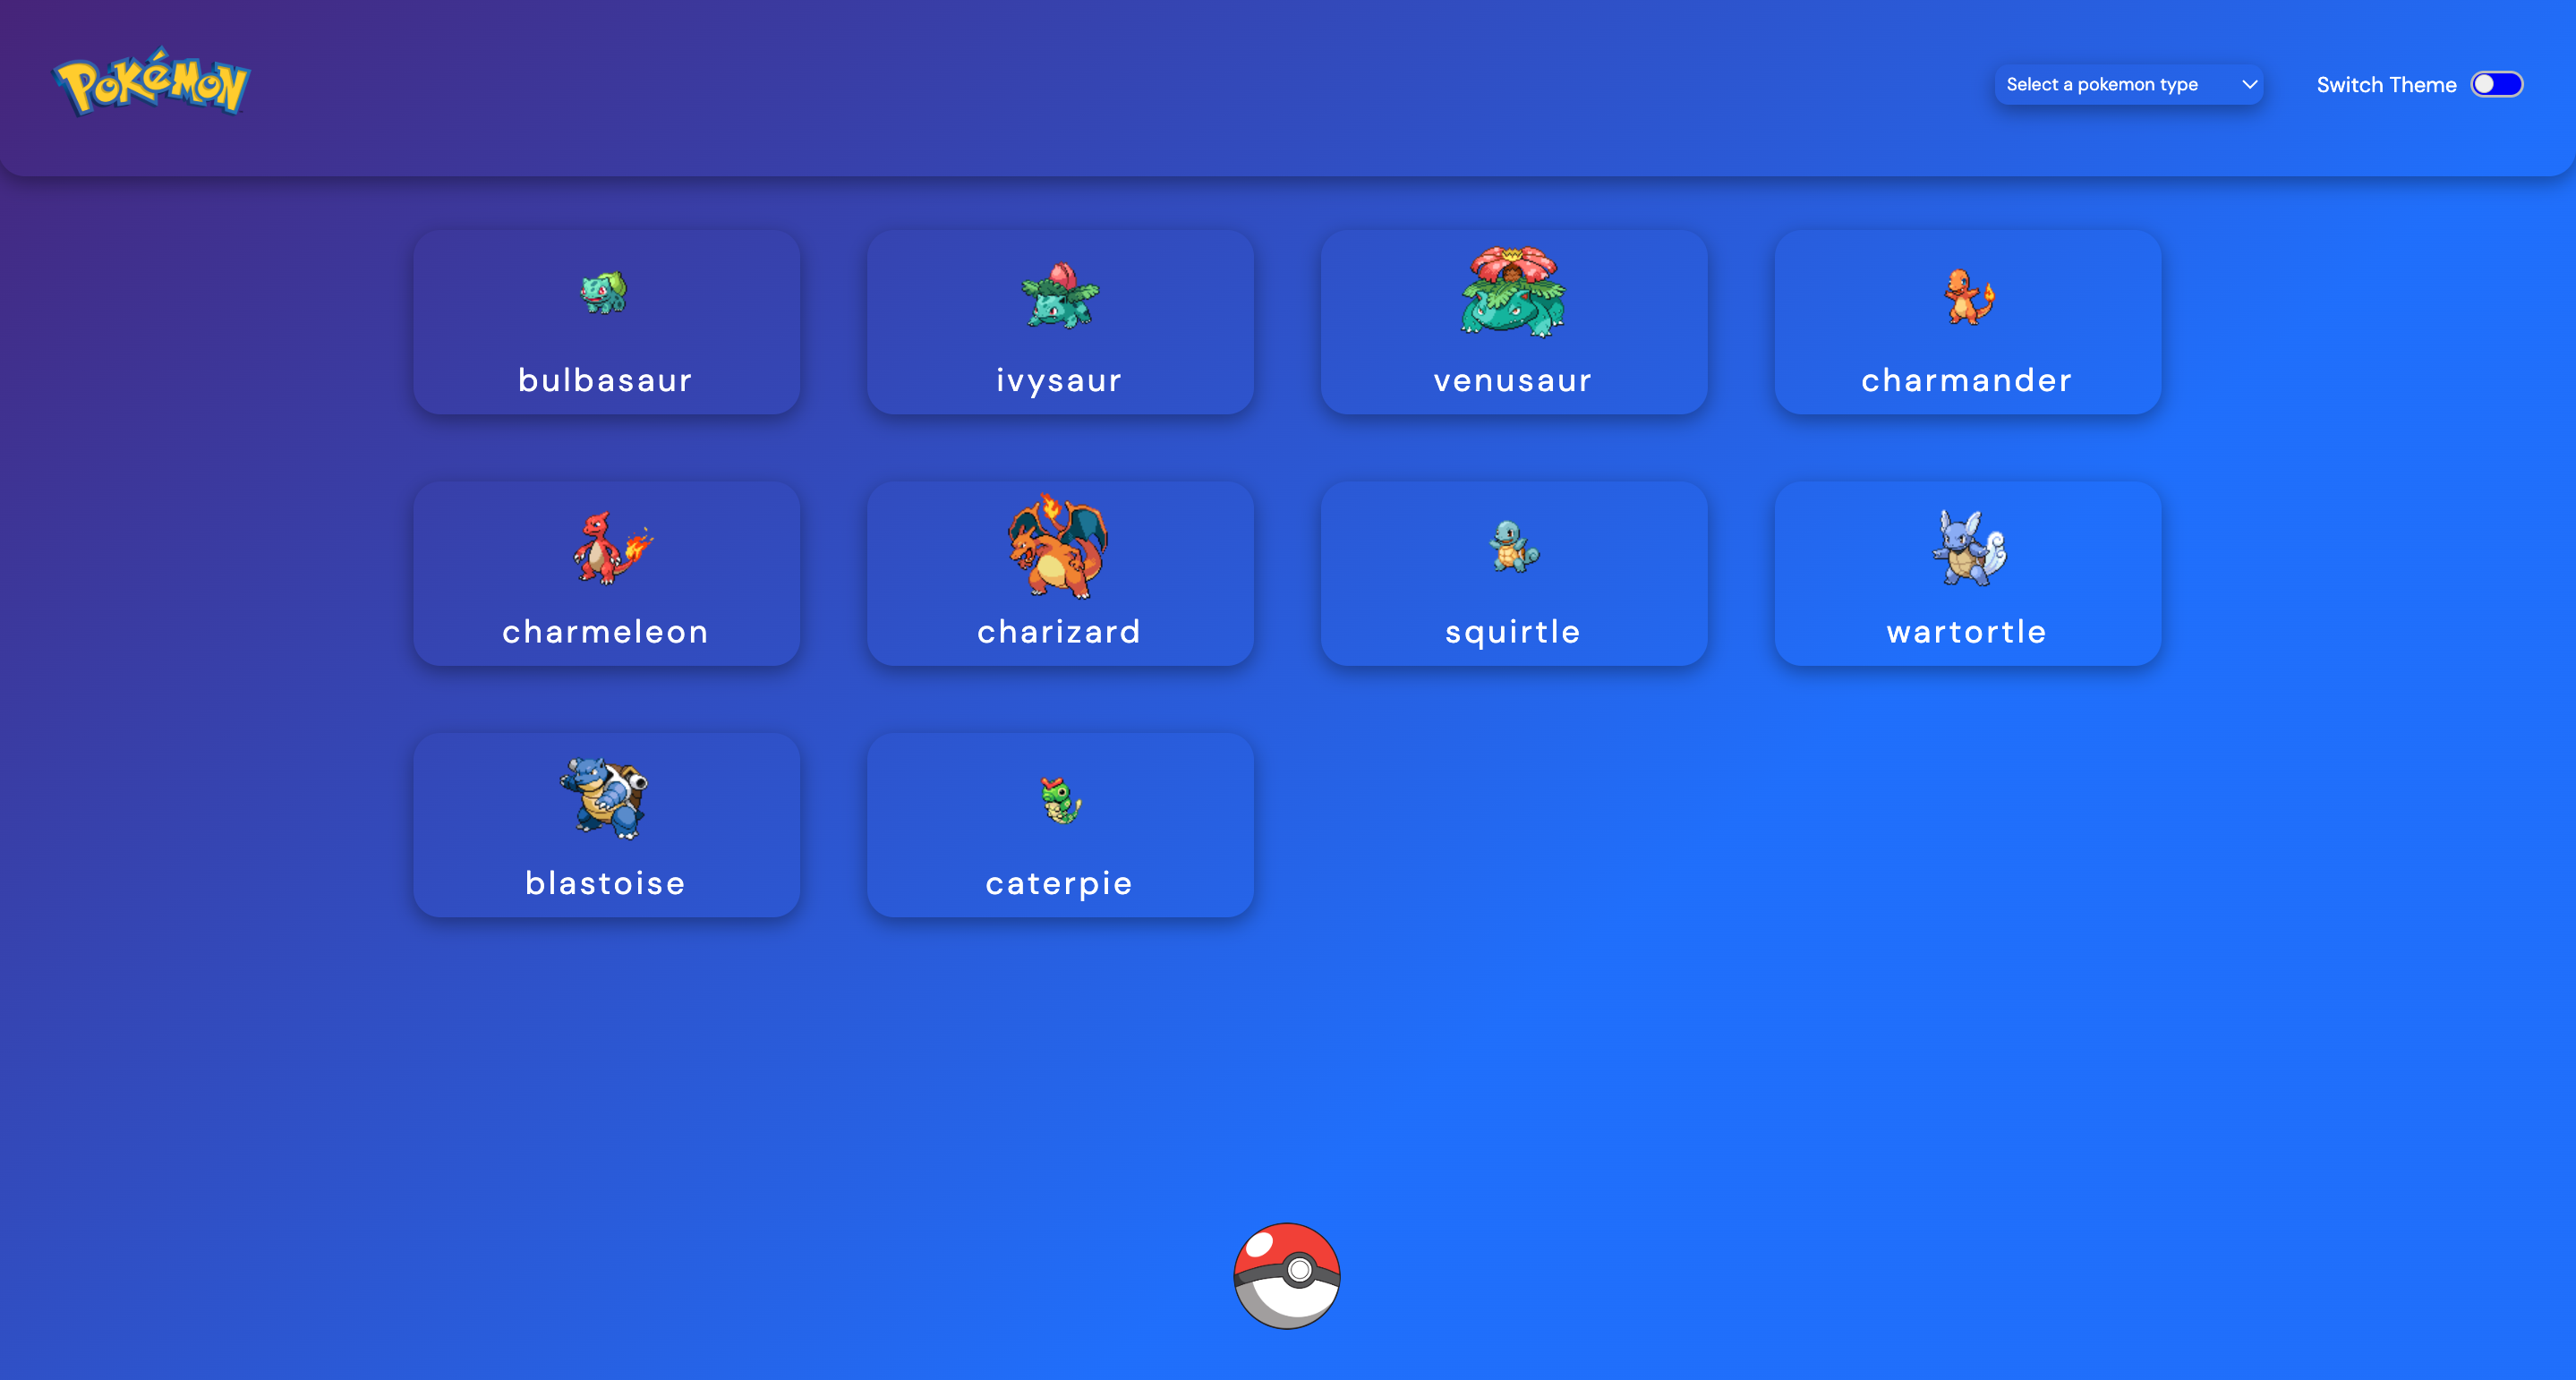 Pokémon
Select a pokemon type
Switch Theme
bulbasaur
ivysaur
venusaur
charmander
charmeleon
charizard
squirtle
wartortle
blastoise
caterpie